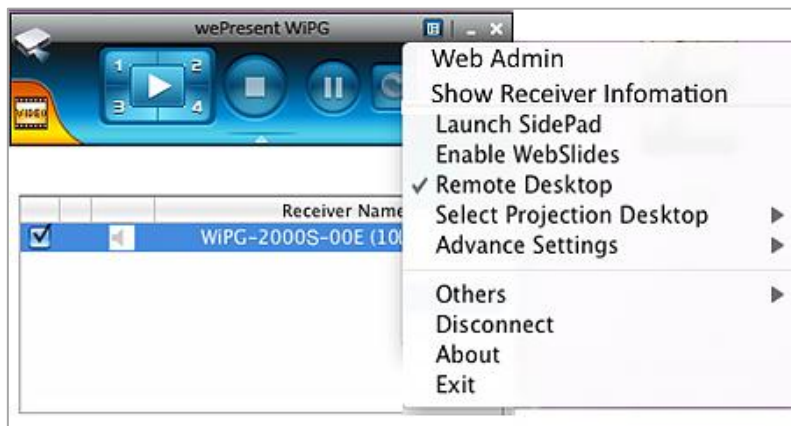 wePresent WiPG
1 2
3 4
VIDEO
Web Admin
Show Receiver Infomation
Launch SidePad
Enable WebSlides
✓ Remote Desktop
Select Projection Desktop
Advance Settings
Others
Disconnect
About
Exit
Receiver Name
WiPG-2000S-00E (10